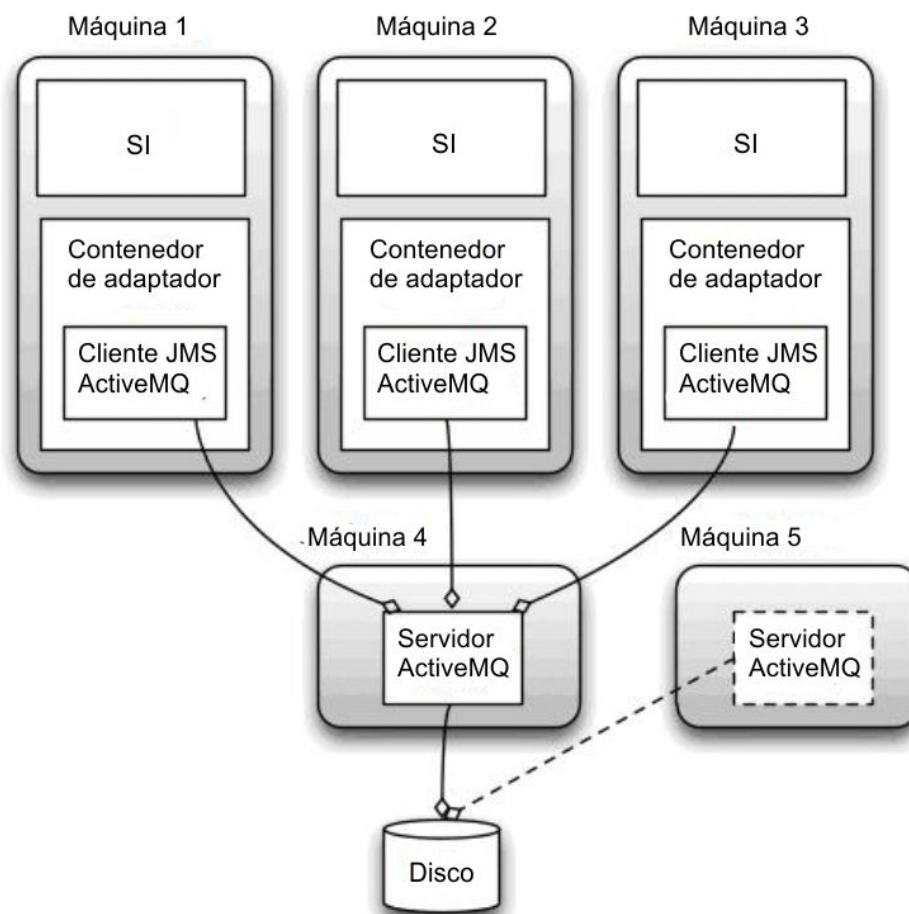 Máquina 1
Máquina 2
Máquina 3
SI
SI
SI
Contenedor
de adaptador
Contenedor
de adaptador
Contenedor
de adaptador
Cliente JMS
ActiveMQ
Cliente JMS
ActiveMQ
Cliente JMS
ActiveMQ
Máquina 4
Máquina 5
Servidor
ActiveMQ
Servidor
ActiveMQ
Disco